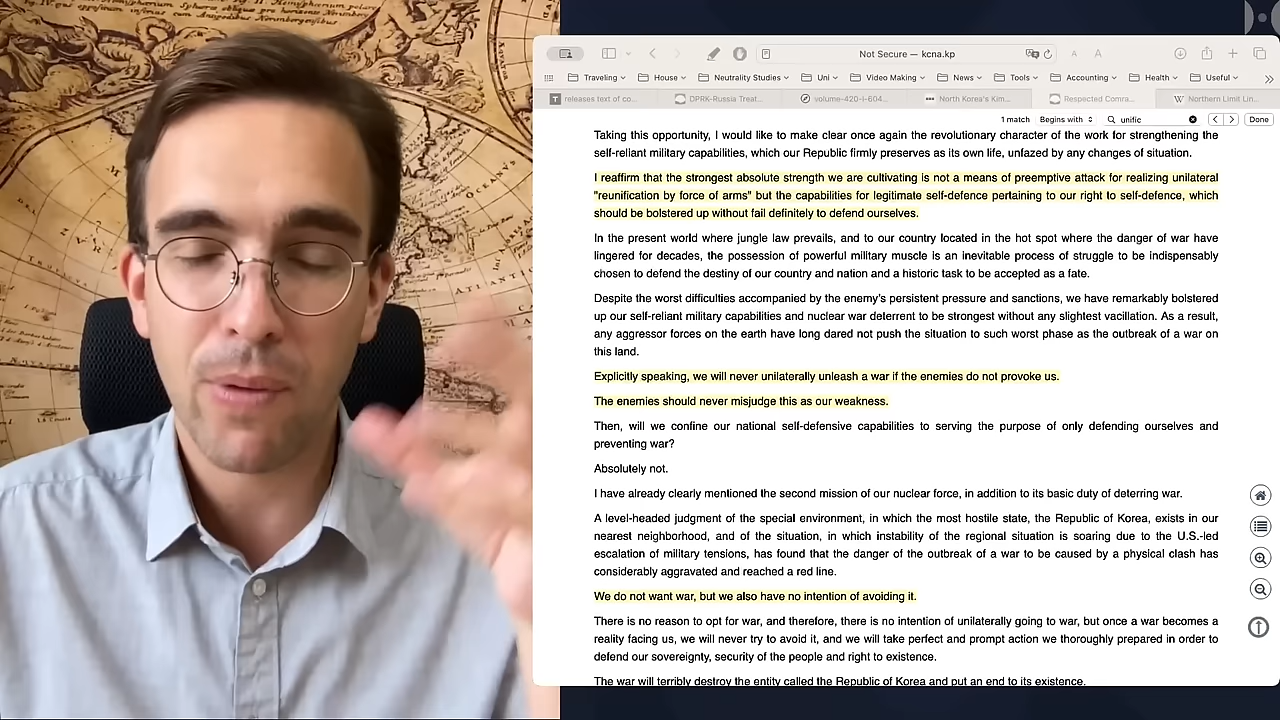 Not Secure — kcna.kp
A A
Traveling
House
Neutrality Studies
Uni
Video Making
News
Tools
Accounting
Health
Useful
releases text of co...
DPRK-Russia Treat...
volume-420-I-604...
North Korea's Kim...
Respected Comra...
Northern Limit Lin...
1 match Begins with unific Done
Taking this opportunity, I would like to make clear once again the revolutionary character of the work for strengthening the
self-reliant military capabilities, which our Republic firmly preserves as its own life, unfazed by any changes of situation.
I reaffirm that the strongest absolute strength we are cultivating is not a means of preemptive attack for realizing unilateral
"reunification by force of arms" but the capabilities for legitimate self-defence pertaining to our right to self-defence, which
should be bolstered up without fail definitely to defend ourselves.
In the present world where jungle law prevails, and to our country located in the hot spot where the danger of war have
lingered for decades, the possession of powerful military muscle is an inevitable process of struggle to be indispensably
chosen to defend the destiny of our country and nation and a historic task to be accepted as a fate.
Despite the worst difficulties accompanied by the enemy's persistent pressure and sanctions, we have remarkably bolstered
up our self-reliant military capabilities and nuclear war deterrent to be strongest without any slightest vacillation. As a result,
any aggressor forces on the earth have long dared not push the situation to such worst phase as the outbreak of a war on
this land.
Explicitly speaking, we will never unilaterally unleash a war if the enemies do not provoke us.
The enemies should never misjudge this as our weakness.
Then, will we confine our national self-defensive capabilities to serving the purpose of only defending ourselves and
preventing war?
Absolutely not.
I have already clearly mentioned the second mission of our nuclear force, in addition to its basic duty of deterring war.
A level-headed judgment of the special environment, in which the most hostile state, the Republic of Korea, exists in our
nearest neighborhood, and of the situation, in which instability of the regional situation is soaring due to the U.S.-led
escalation of military tensions, has found that the danger of the outbreak of a war to be caused by a physical clash has
considerably aggravated and reached a red line.
We do not want war, but we also have no intention of avoiding it.
There is no reason to opt for war, and therefore, there is no intention of unilaterally going to war, but once a war becomes a
reality facing us, we will never try to avoid it, and we will take perfect and prompt action we thoroughly prepared in order to
defend our sovereignty, security of the people and right to existence.
The war will terribly destroy the entity called the Republic of Korea and put an end to its existence.